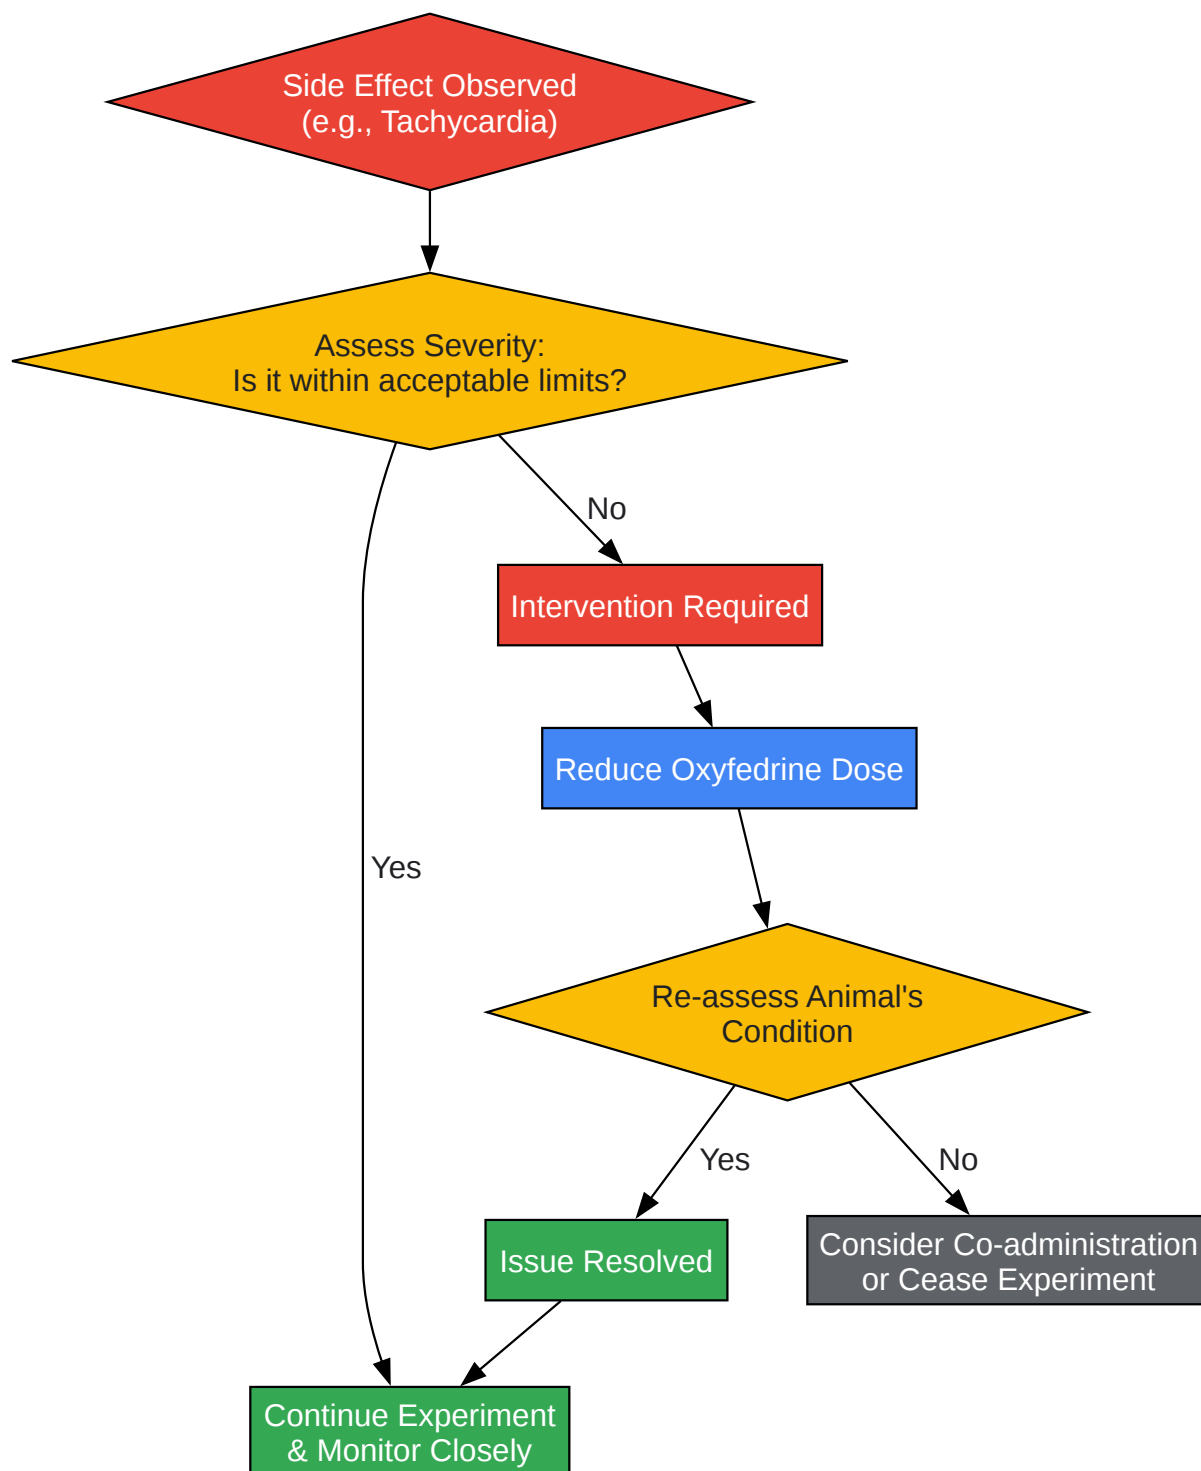 Side Effect Observed
(e.g., Tachycardia)
Assess Severity:
Is it within acceptable limits?
No
Intervention Required
Reduce Oxyfedrine Dose
Yes
Re-assess Animal's
Condition
Yes
No
Issue Resolved
Consider Co-administration
or Cease Experiment
Continue Experiment
& Monitor Closely